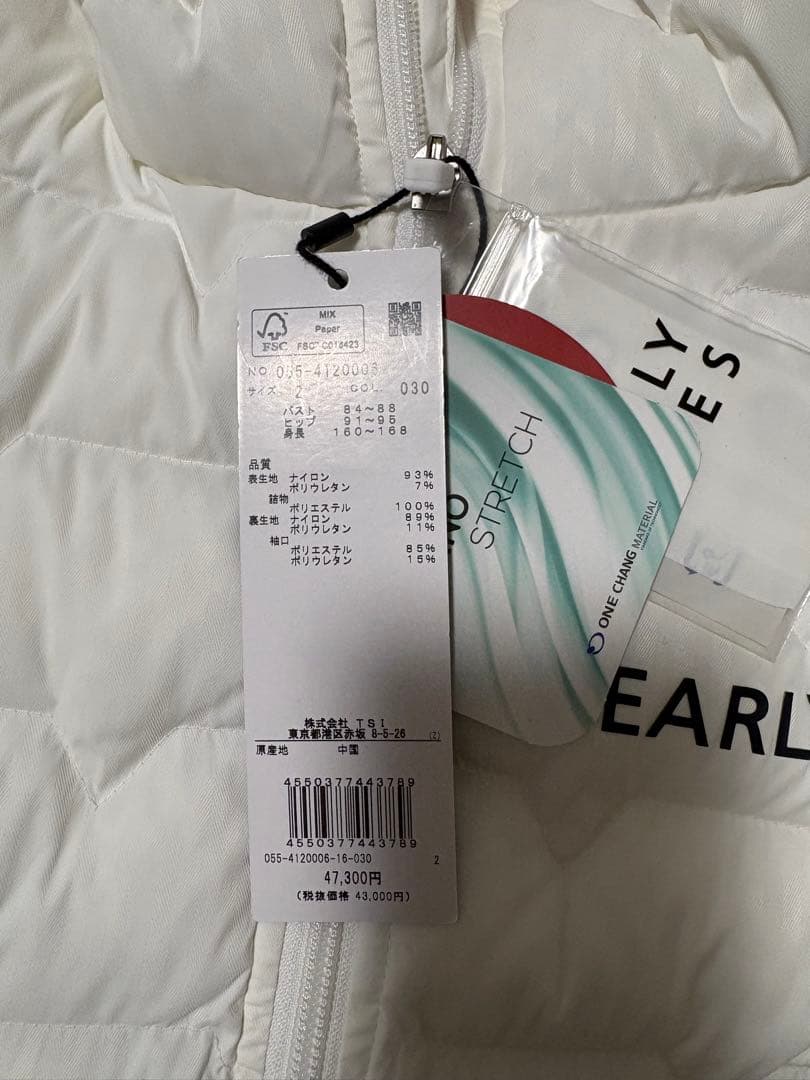 MIX
Paper
FSC
FSC® C018423
NO 055-4120006
サイズ 2 COL. 030
バスト 84～88
ヒップ 91～95
身長 160～168
品質
表生地 ナイロン 93%
ポリウレタン 7%
詰物
ポリエステル 100%
裏生地 ナイロン 89%
ポリウレタン 11%
袖口
ポリエステル 85%
ポリウレタン 15%
株式会社 TSI
東京都港区赤坂 8-5-26 (Z)
原産地 中国
4550377443789
4550377443789
055-4120006-16-030 2
47,300円
(税抜価格 43,000円)
NO
STRETCH
ONE CHANG MATERIAL
LY
ES
EARLY